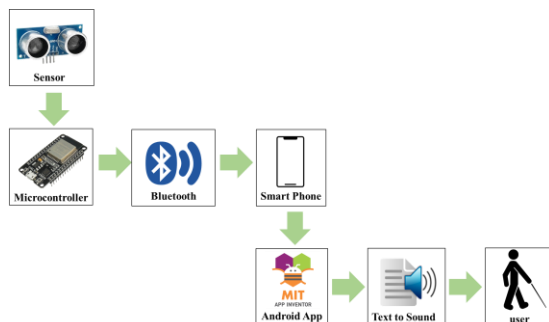 Sensor
Microcontroller
Bluetooth
Smart Phone
MIT
APP INVENTOR
Android App
Text to Sound
user